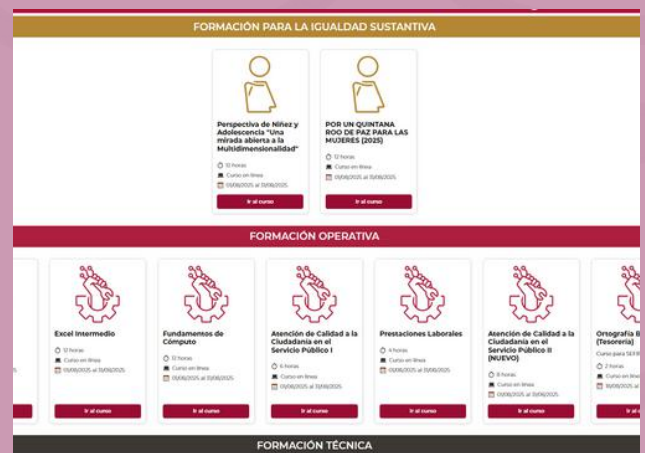 FORMACIÓN PARA LA IGUALDAD SUSTANTIVA
Perspectiva de Niñez y
Adolescencia "Una
mirada abierta a la
Multidimensionalidad"
12 horas
Curso en línea
01/08/2025 al 31/08/2025
Ir al curso
POR UN QUINTANA
ROO DE PAZ PARA LAS
MUJERES (2025)
12 horas
Curso en línea
01/08/2025 al 31/08/2025
Ir al curso
FORMACIÓN OPERATIVA
Excel Intermedio
12 horas
Curso en línea
01/08/2025 al 31/08/2025
Ir al curso
Fundamentos de
Cómputo
12 horas
Curso en línea
01/08/2025 al 31/08/2025
Ir al curso
Atención de Calidad a la
Ciudadanía en el
Servicio Público I
6 horas
Curso en línea
01/08/2025 al 31/08/2025
Ir al curso
Prestaciones Laborales
4 horas
Curso en línea
01/08/2025 al 31/08/2025
Ir al curso
Atención de Calidad a la
Ciudadanía en el
Servicio Público II
(NUEVO)
8 horas
Curso en línea
01/08/2025 al 31/08/2025
Ir al curso
Ortografía
(Tesorería)
Curso para
2 horas
Curso en
Ir al
FORMACIÓN TÉCNICA